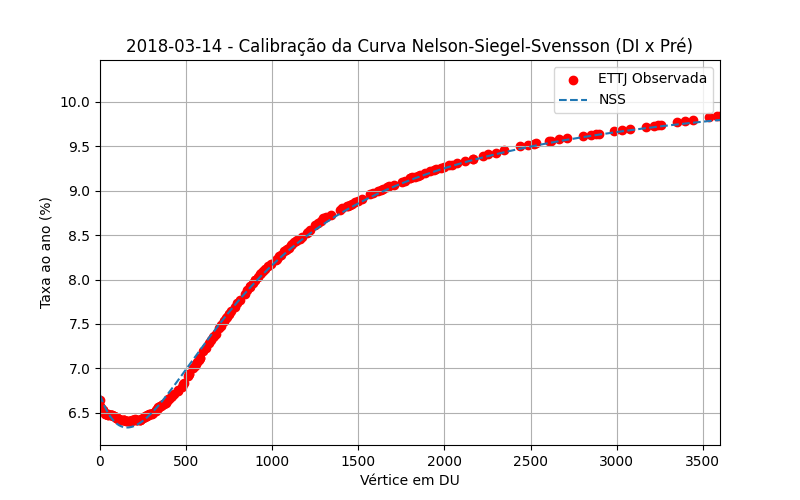 2018-03-14 - Calibração da Curva Nelson-Siegel-Svensson (DI x Pré)
ETTJ Observada
NSS
Taxa ao ano (%)
10.0
9.5
9.0
8.5
8.0
7.5
7.0
6.5
0 500 1000 1500 2000 2500 3000 3500
Vértice em DU